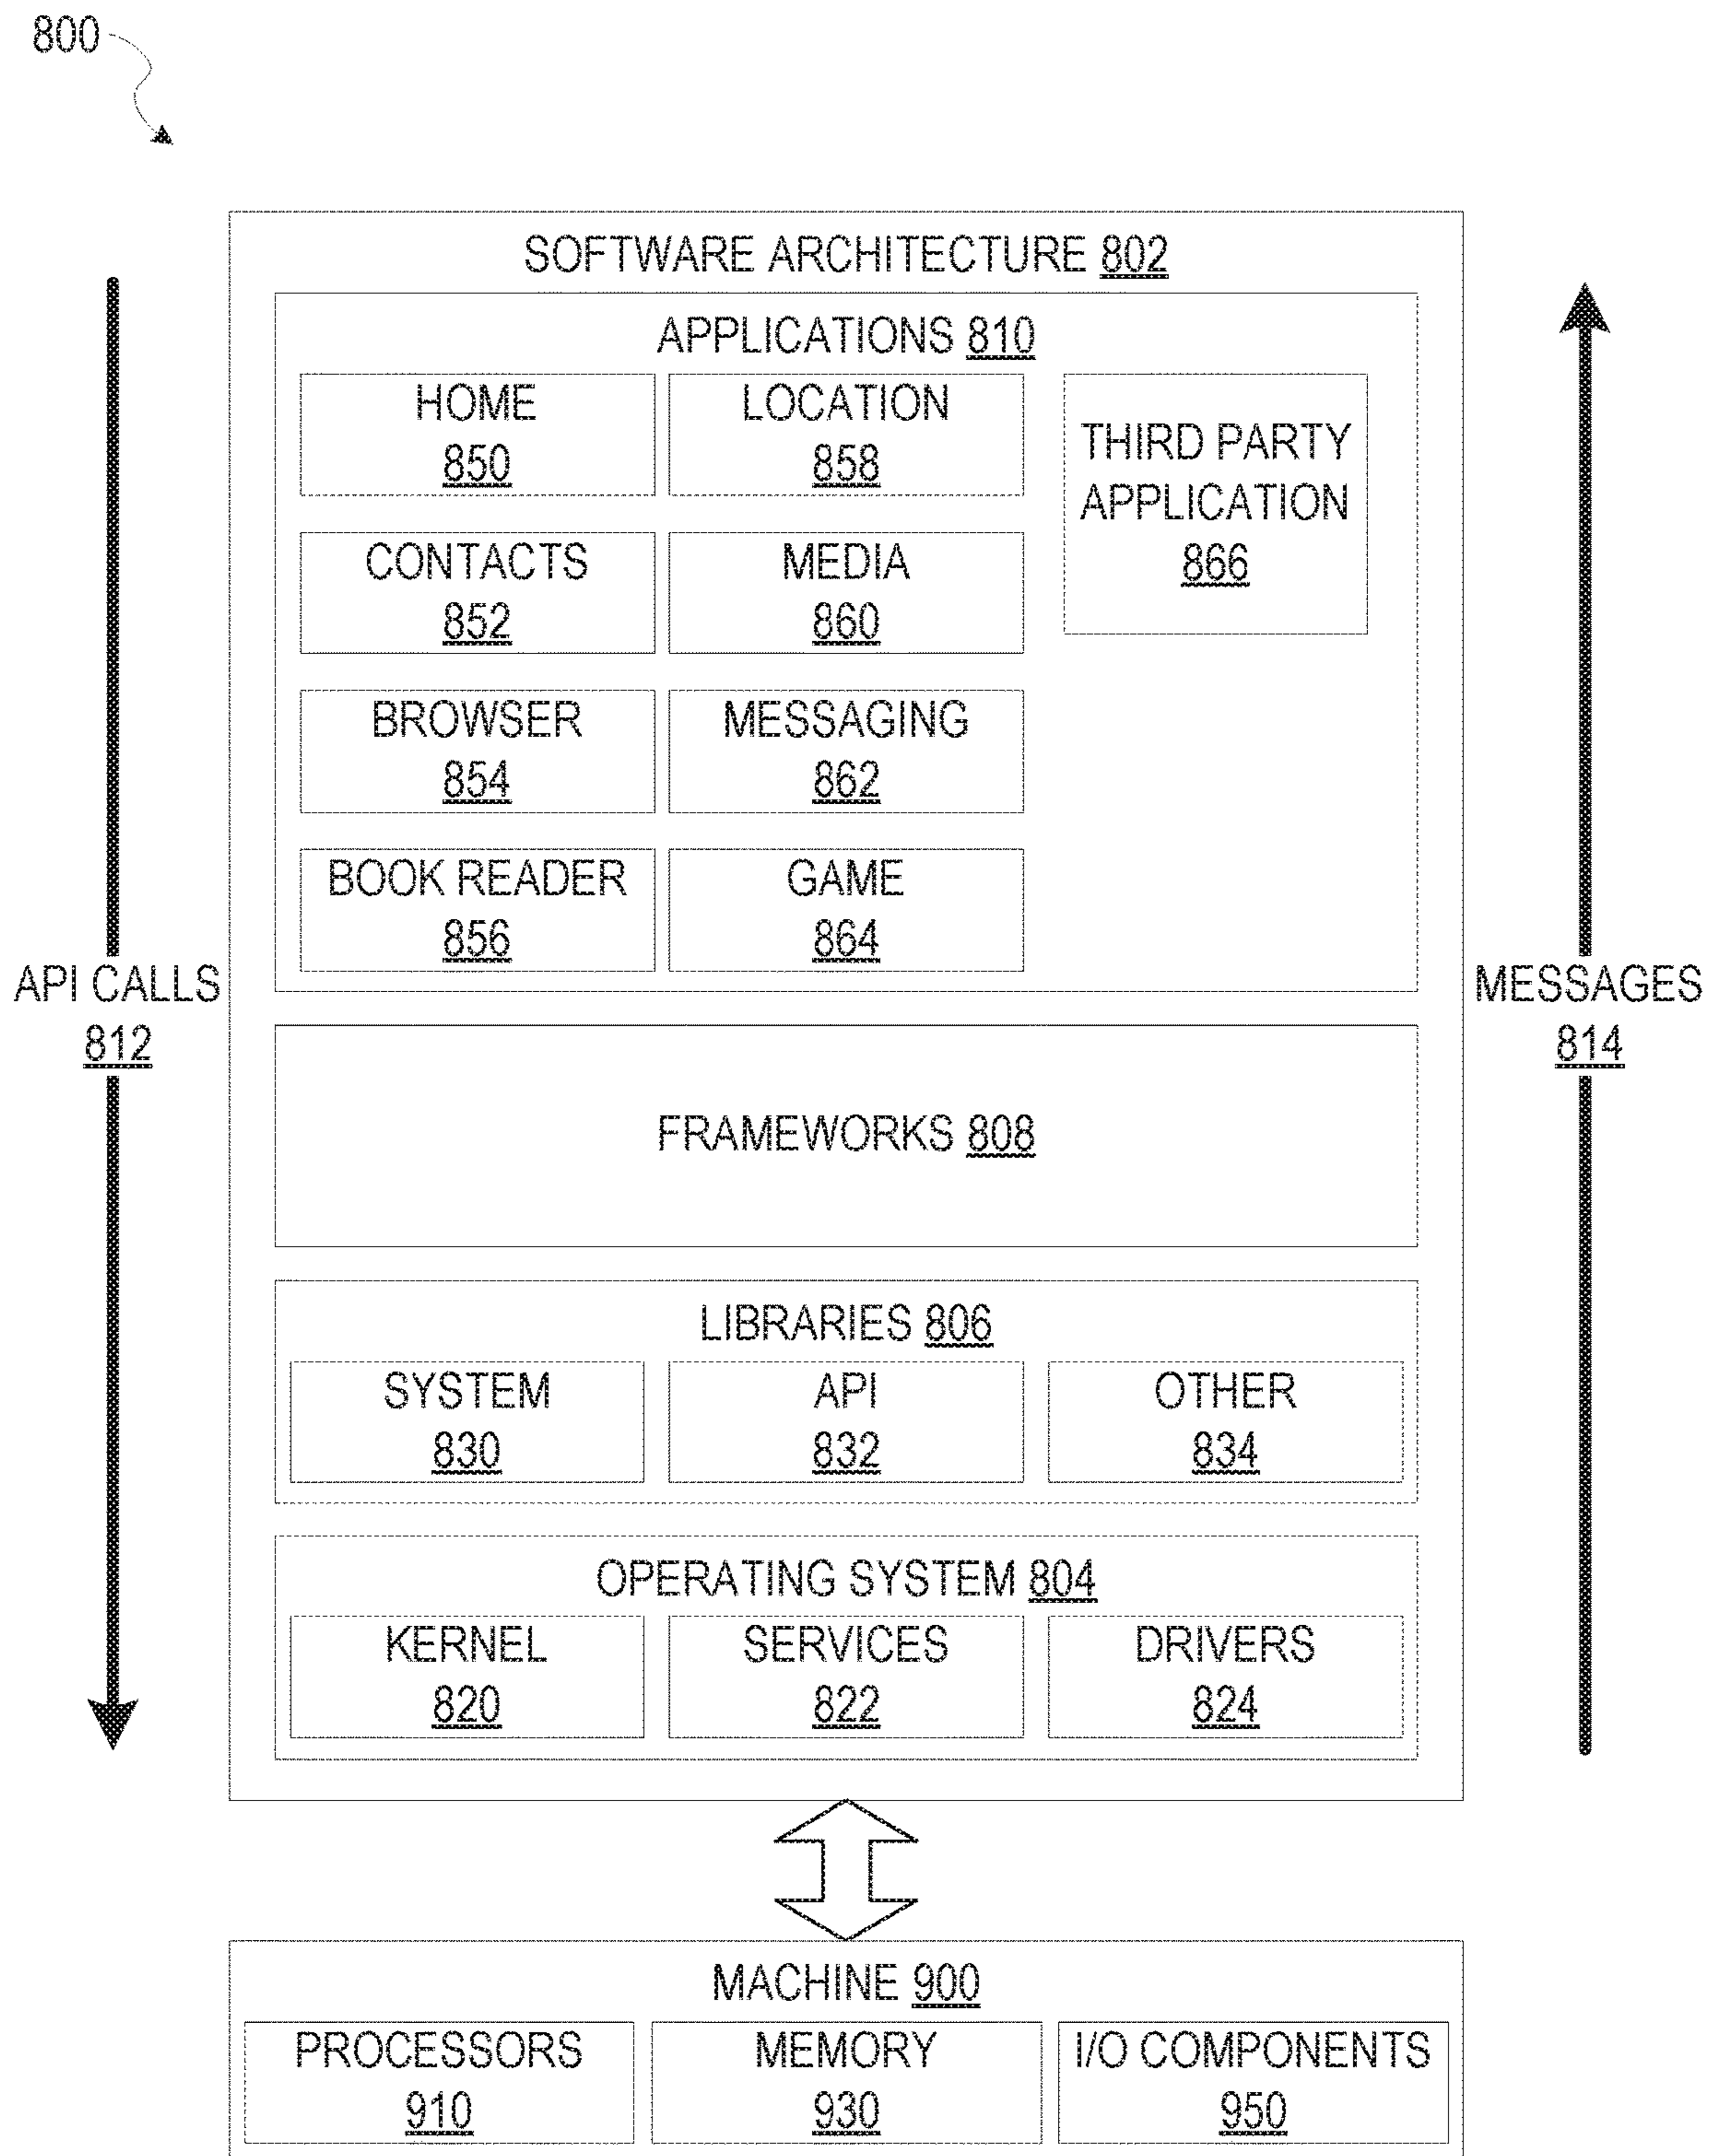 800
SOFTWARE ARCHITECTURE 802
APPLICATIONS 810
HOME
850
LOCATION
858
THIRD PARTY
APPLICATION
866
CONTACTS
852
MEDIA
860
BROWSER
854
MESSAGING
862
BOOK READER
856
GAME
864
API CALLS
812
MESSAGES
814
FRAMEWORKS 808
LIBRARIES 806
SYSTEM
830
API
832
OTHER
834
OPERATING SYSTEM 804
KERNEL
820
SERVICES
822
DRIVERS
824
MACHINE 900
PROCESSORS
910
MEMORY
930
I/O COMPONENTS
950